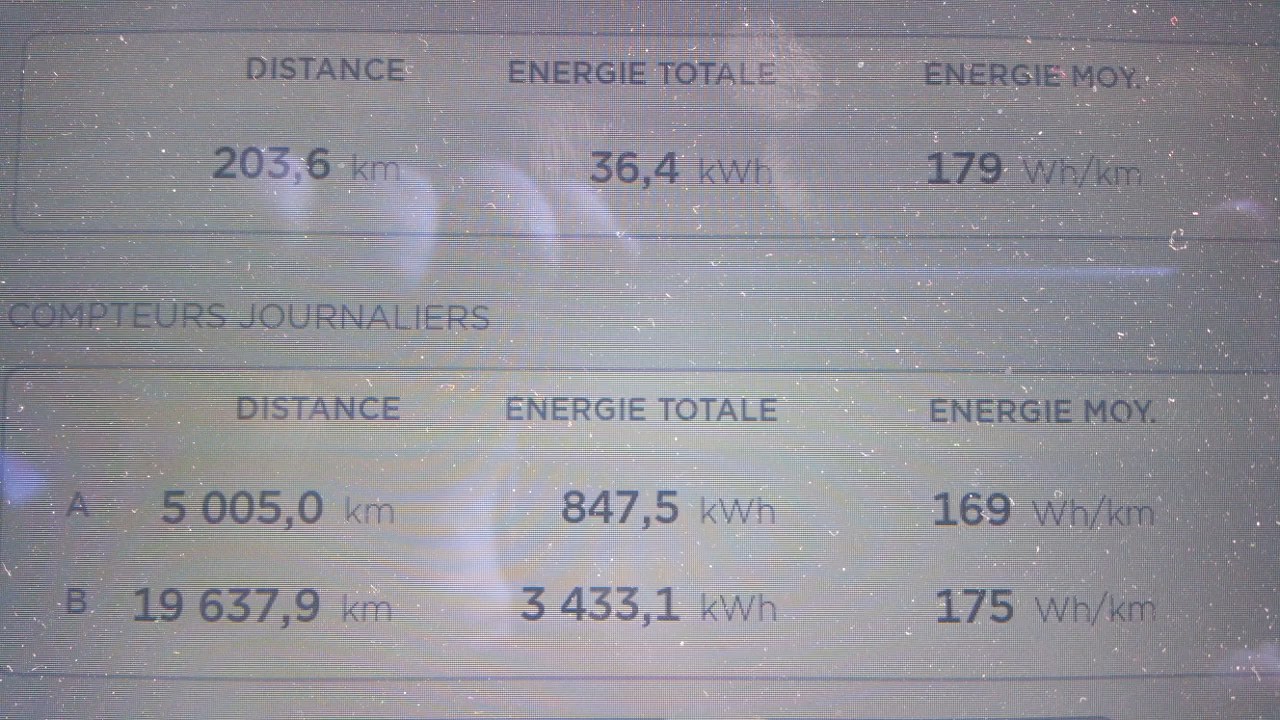 DISTANCE ENERGIE TOTALE ENERGIE MOY.
203,6 km 36,4 kWh 179 Wh/km
COMPTEURS JOURNALIERS
DISTANCE ENERGIE TOTALE ENERGIE MOY.
A 5 005,0 km 847,5 kWh 169 Wh/km
B 19 637,9 km 3 433,1 kWh 175 Wh/km